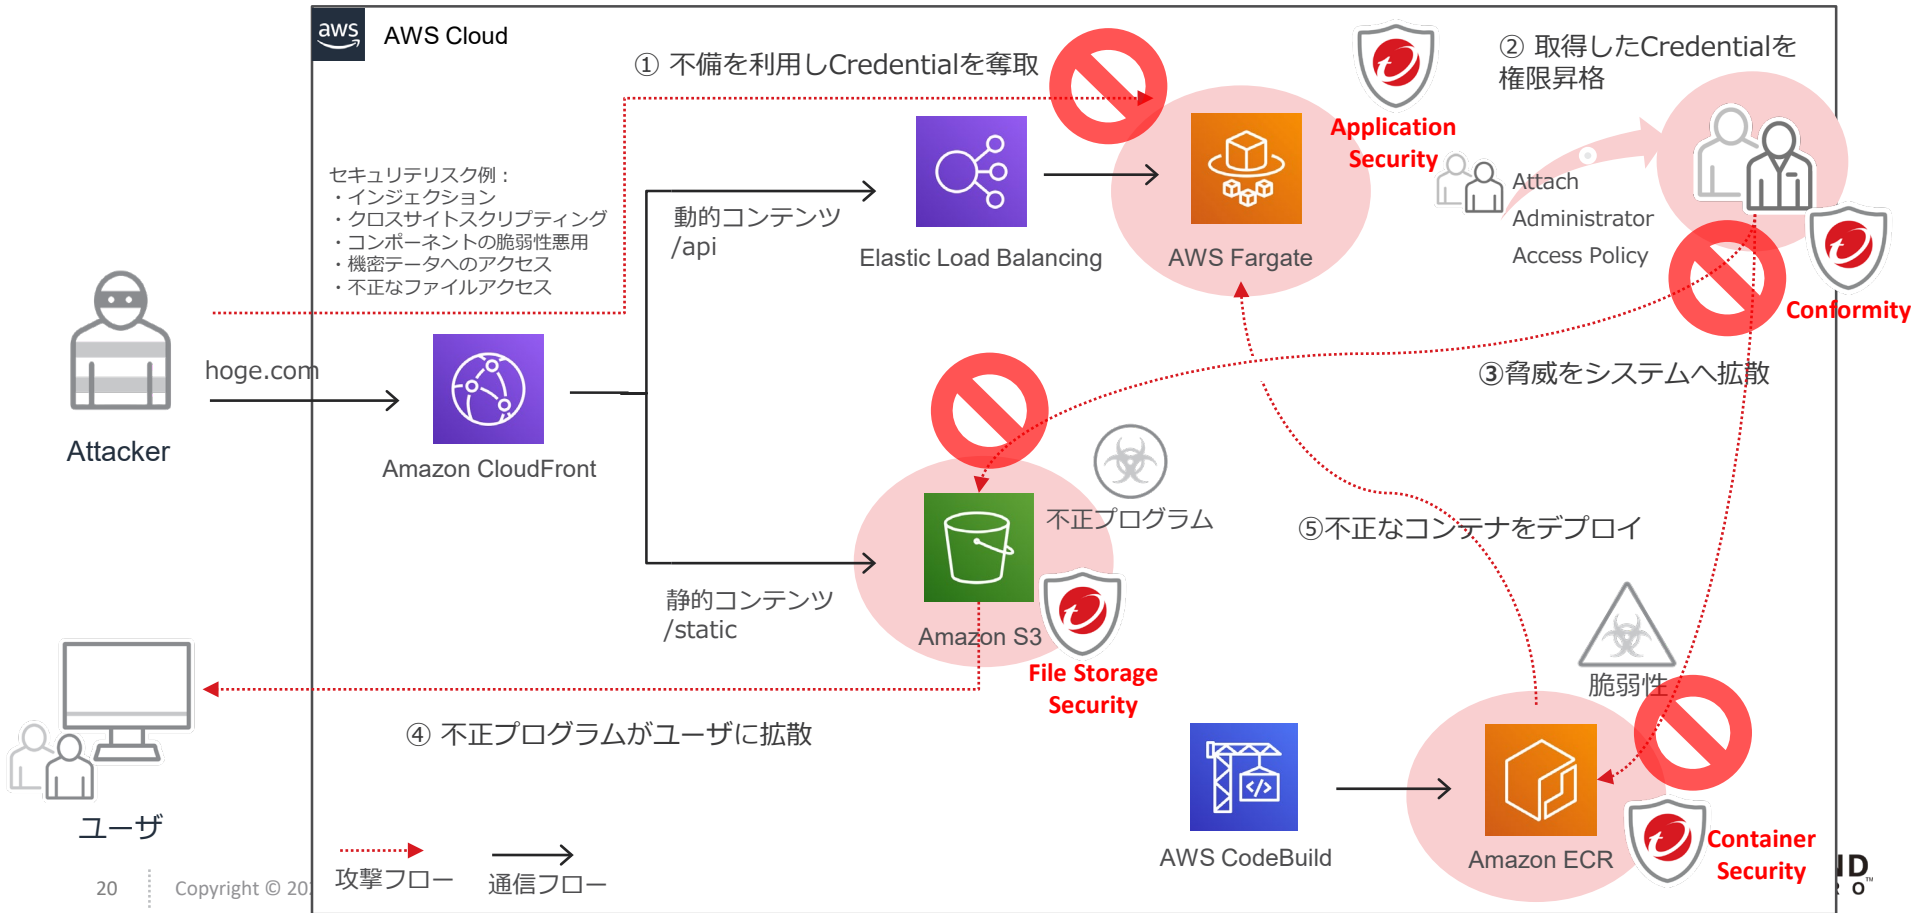 aws
AWS Cloud
① 不備を利用しCredentialを奪取
② 取得したCredentialを
権限昇格
Application
Security
セキュリテリスク例：
・インジェクション
・クロスサイトスクリプティング
・コンポーネントの脆弱性悪用
・機密テータへのアクセス
・不正なファイルアクセス
動的コンテンツ
/api
Elastic Load Balancing
AWS Fargate
Attach
Administrator
Access Policy
Conformity
hoge.com
Attacker
Amazon CloudFront
③脅威をシステムへ拡散
不正プログラム
⑤不正なコンテナをデプロイ
静的コンテンツ
/static
Amazon S3
File Storage
Security
脆弱性
④ 不正プログラムがユーザに拡散
ユーザ
AWS CodeBuild
Amazon ECR
Container
Security
攻撃フロー
通信フロー
20
Copyright © 20